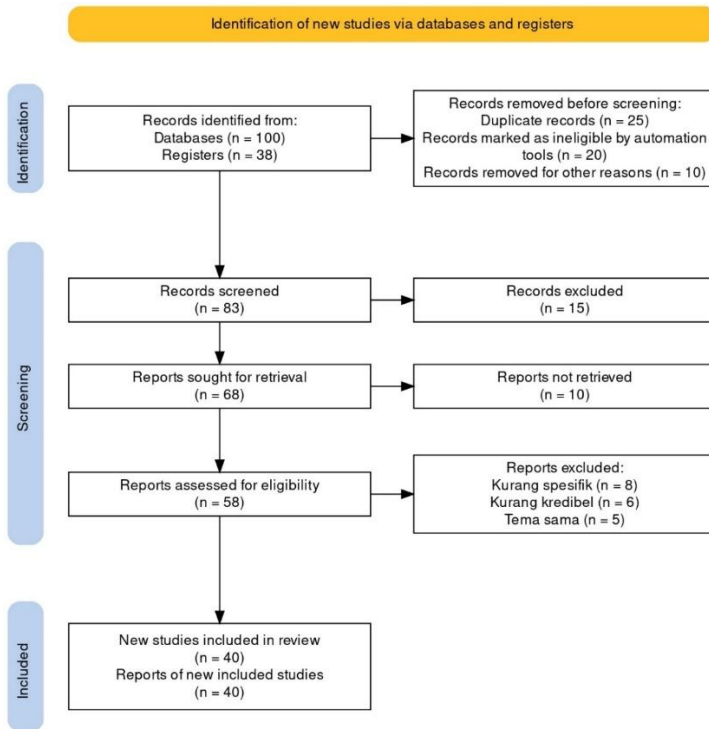 Identification of new studies via databases and registers
Identification
Records identified from:
Databases (n = 100)
Registers (n = 38)
Records removed before screening:
Duplicate records (n = 25)
Records marked as ineligible by automation
tools (n = 20)
Records removed for other reasons (n = 10)
Screening
Records screened
(n = 83)
Records excluded
(n = 15)
Reports sought for retrieval
(n = 68)
Reports not retrieved
(n = 10)
Reports assessed for eligibility
(n = 58)
Reports excluded:
Kurang spesifik (n = 8)
Kurang kredibel (n = 6)
Tema sama (n = 5)
Included
New studies included in review
(n = 40)
Reports of new included studies
(n = 40)